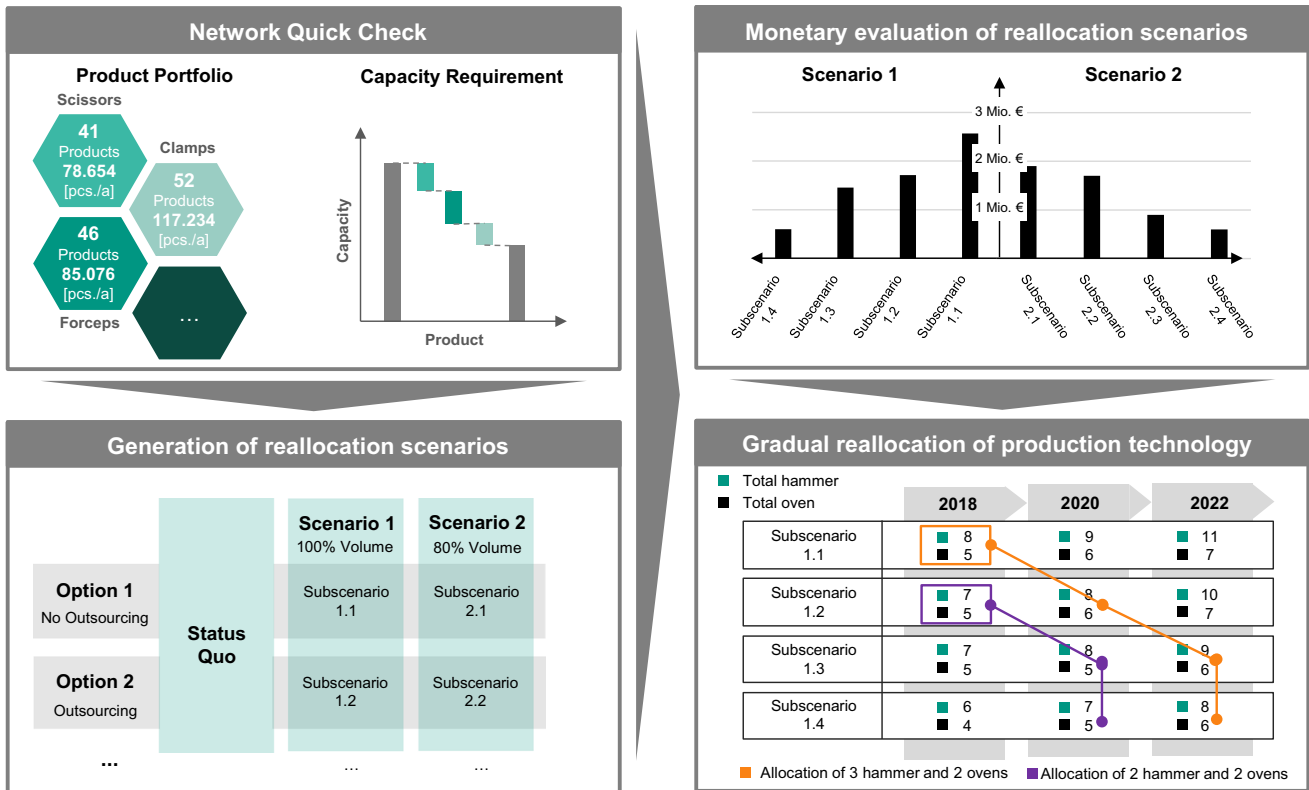 Network Quick Check
Product Portfolio
Scissors
41
Products
78.654
[pcs./a]
Clamps
52
Products
117.234
[pcs./a]
46
Products
85.076
[pcs./a]
Forceps
...
Capacity Requirement
Capacity
Product
Monetary evaluation of reallocation scenarios
Scenario 1
Scenario 2
3 Mio. €
2 Mio. €
1 Mio. €
Subscenario
1.4
Subscenario
1.3
Subscenario
1.2
Subscenario
1.1
Subscenario
2.1
Subscenario
2.2
Subscenario
2.3
Subscenario
2.4
Generation of reallocation scenarios
Scenario 1
100% Volume
Scenario 2
80% Volume
Option 1
No Outsourcing
Status
Quo
Subscenario
1.1
Subscenario
2.1
Option 2
Outsourcing
Subscenario
1.2
Subscenario
2.2
...
...
...
Gradual reallocation of production technology
Total hammer
Total oven
2018 2020 2022
Subscenario
1.1
8 9 11
5 6 7
Subscenario
1.2
7 8 10
5 6 7
Subscenario
1.3
7 8 9
5 5 6
Subscenario
1.4
6 7 8
4 5 6
Allocation of 3 hammer and 2 ovens
Allocation of 2 hammer and 2 ovens